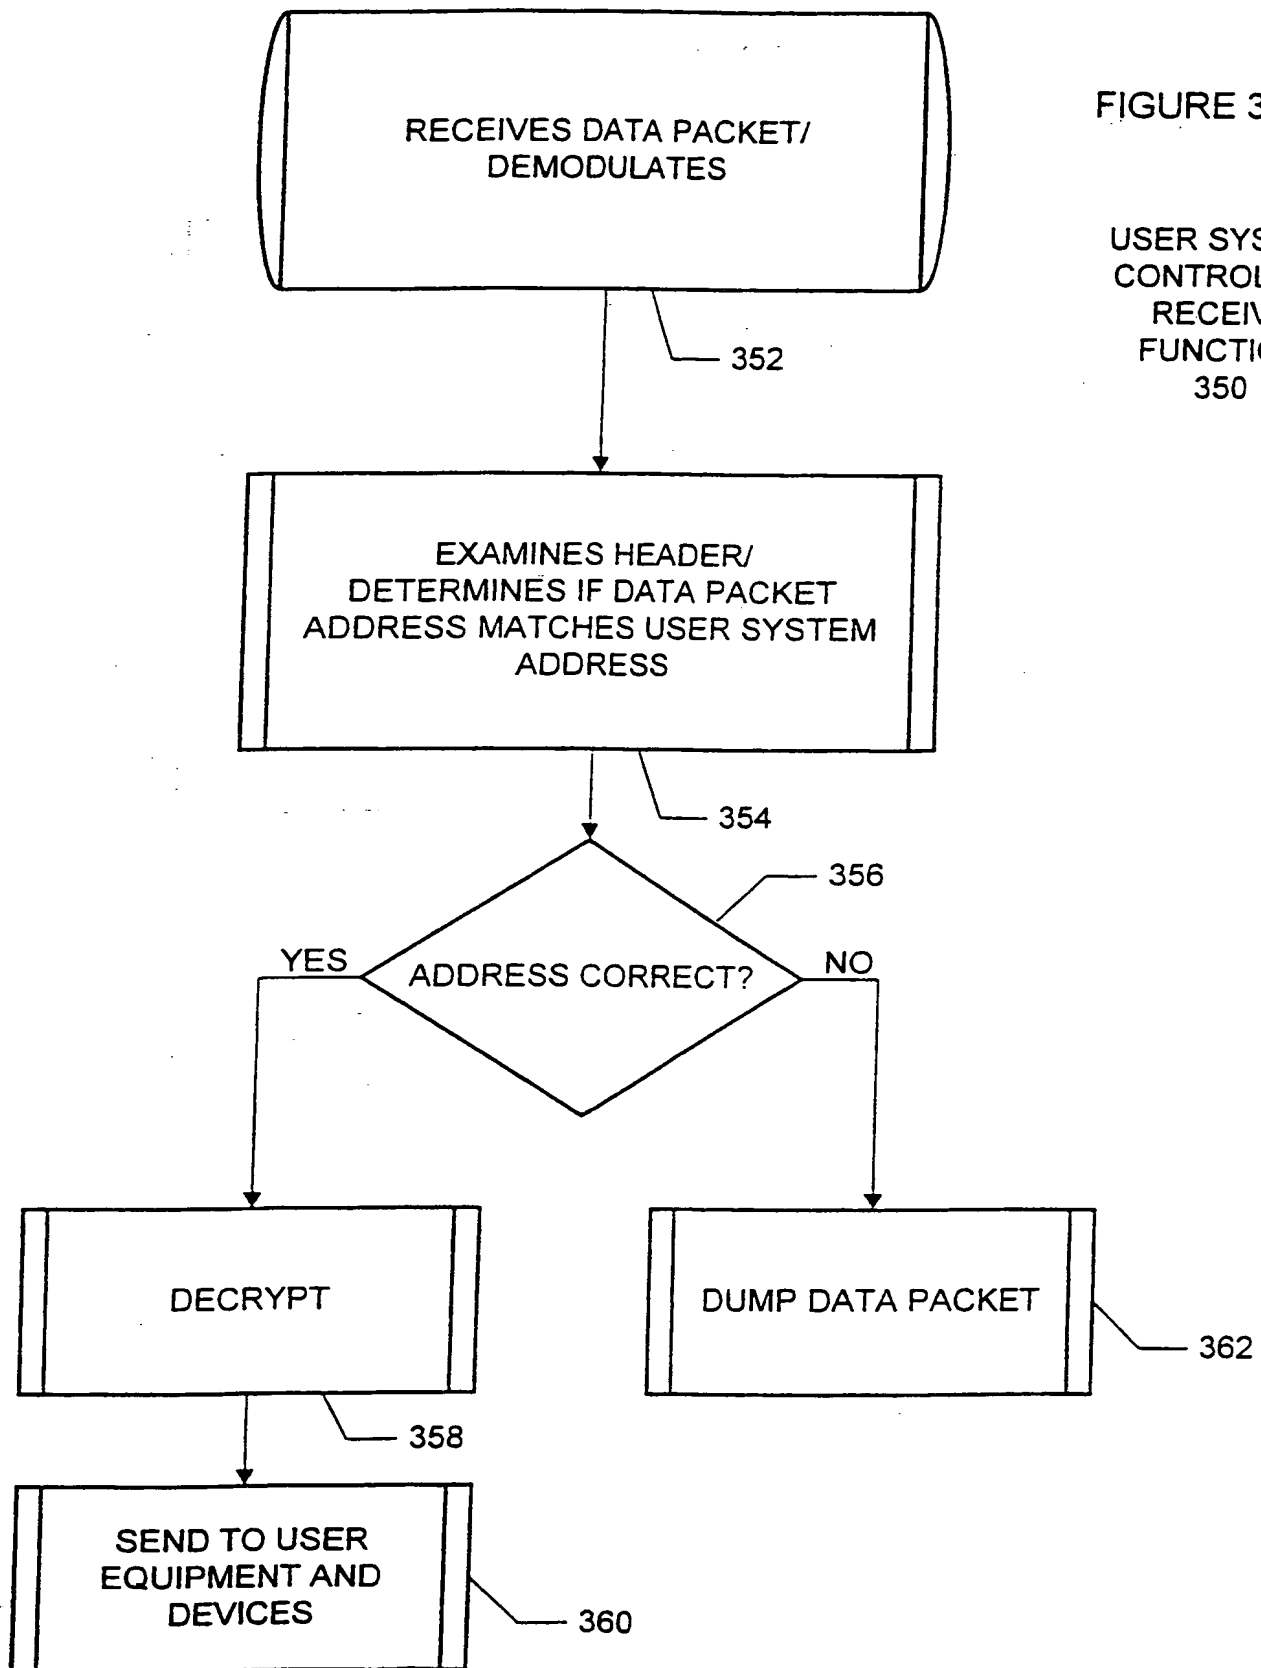 FIGURE 3
RECEIVES DATA PACKET/
DEMODULATES
USER SYS
CONTROL
RECEIV
FUNCTIO
350
352
EXAMINES HEADER/
DETERMINES IF DATA PACKET
ADDRESS MATCHES USER SYSTEM
ADDRESS
354
356
YES
ADDRESS CORRECT?
NO
DECRYPT
DUMP DATA PACKET
362
358
SEND TO USER
EQUIPMENT AND
DEVICES
360